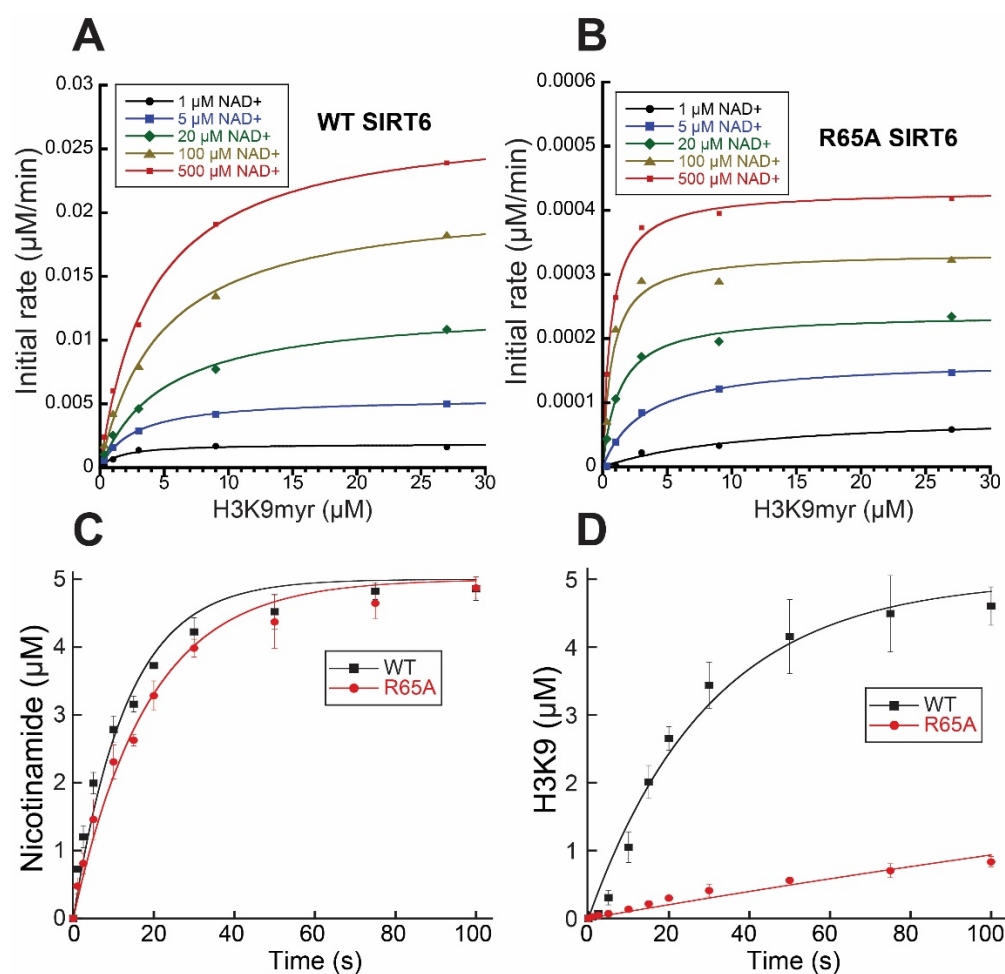 A
Initial rate (µM/min)
0.03
0.025
0.02
0.015
0.01
0.005
0
1 µM NAD+
5 µM NAD+
20 µM NAD+
100 µM NAD+
500 µM NAD+
WT SIRT6
0 5 10 15 20 25 30
H3K9myr (µM)
B
Initial rate (µM/min)
0.0006
0.0005
0.0004
0.0003
0.0002
0.0001
0
1 µM NAD+
5 µM NAD+
20 µM NAD+
100 µM NAD+
500 µM NAD+
R65A SIRT6
0 5 10 15 20 25 30
H3K9myr (µM)
C
Nicotinamide (µM)
5
4
3
2
1
0
WT
R65A
0 20 40 60 80 100
Time (s)
D
H3K9 (µM)
5
4
3
2
1
0
WT
R65A
0 20 40 60 80 100
Time (s)